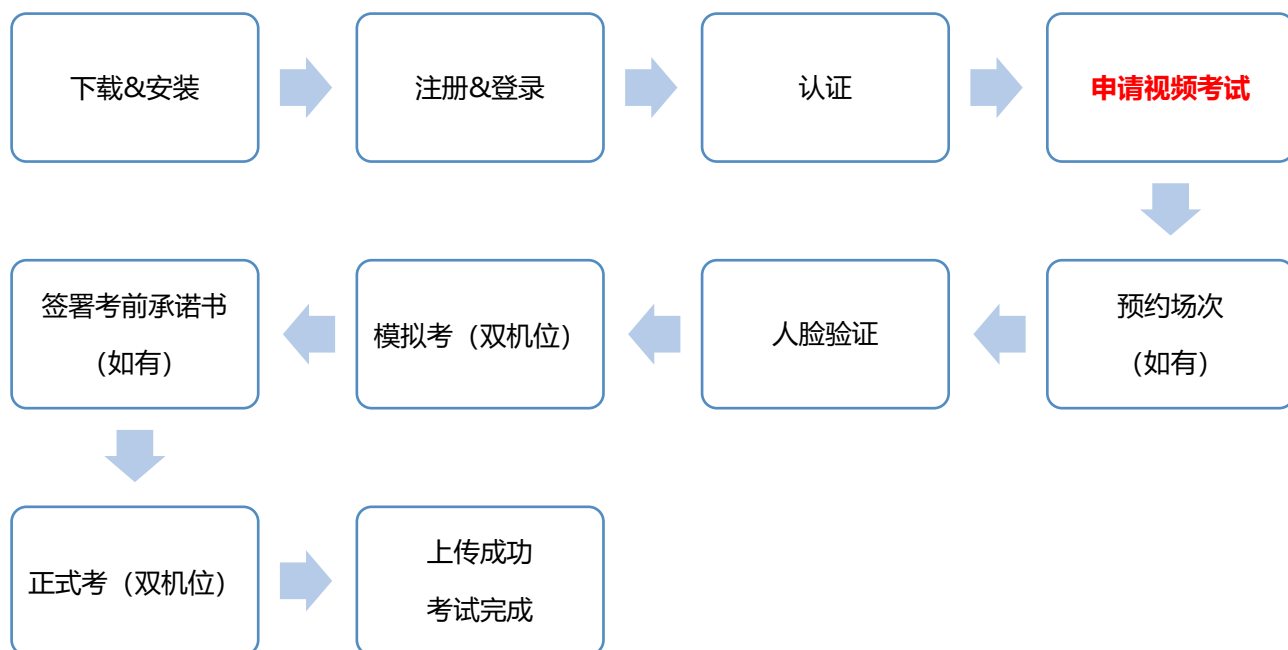 下载&安装
注册&登录
认证
申请视频考试
预约场次
（如有）
人脸验证
模拟考（双机位）
签署考前承诺书
（如有）
正式考（双机位）
上传成功
考试完成